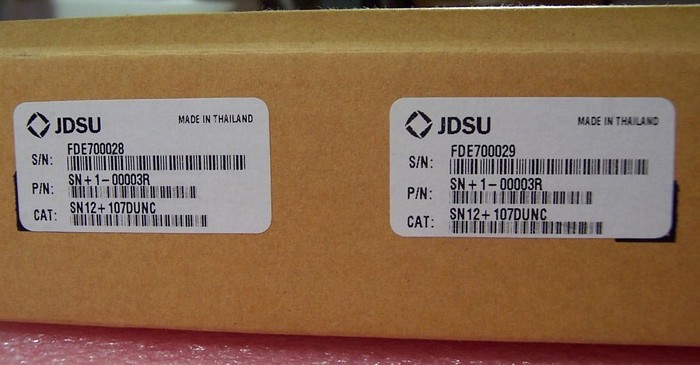 JDSU MADE IN THAILAND
S/N: FDE700028
P/N: SN+1-00003R
CAT: SN12+107DUNC
JDSU MADE IN THAILAND
S/N: FDE700029
P/N: SN+1-00003R
CAT: SN12+107DUNC